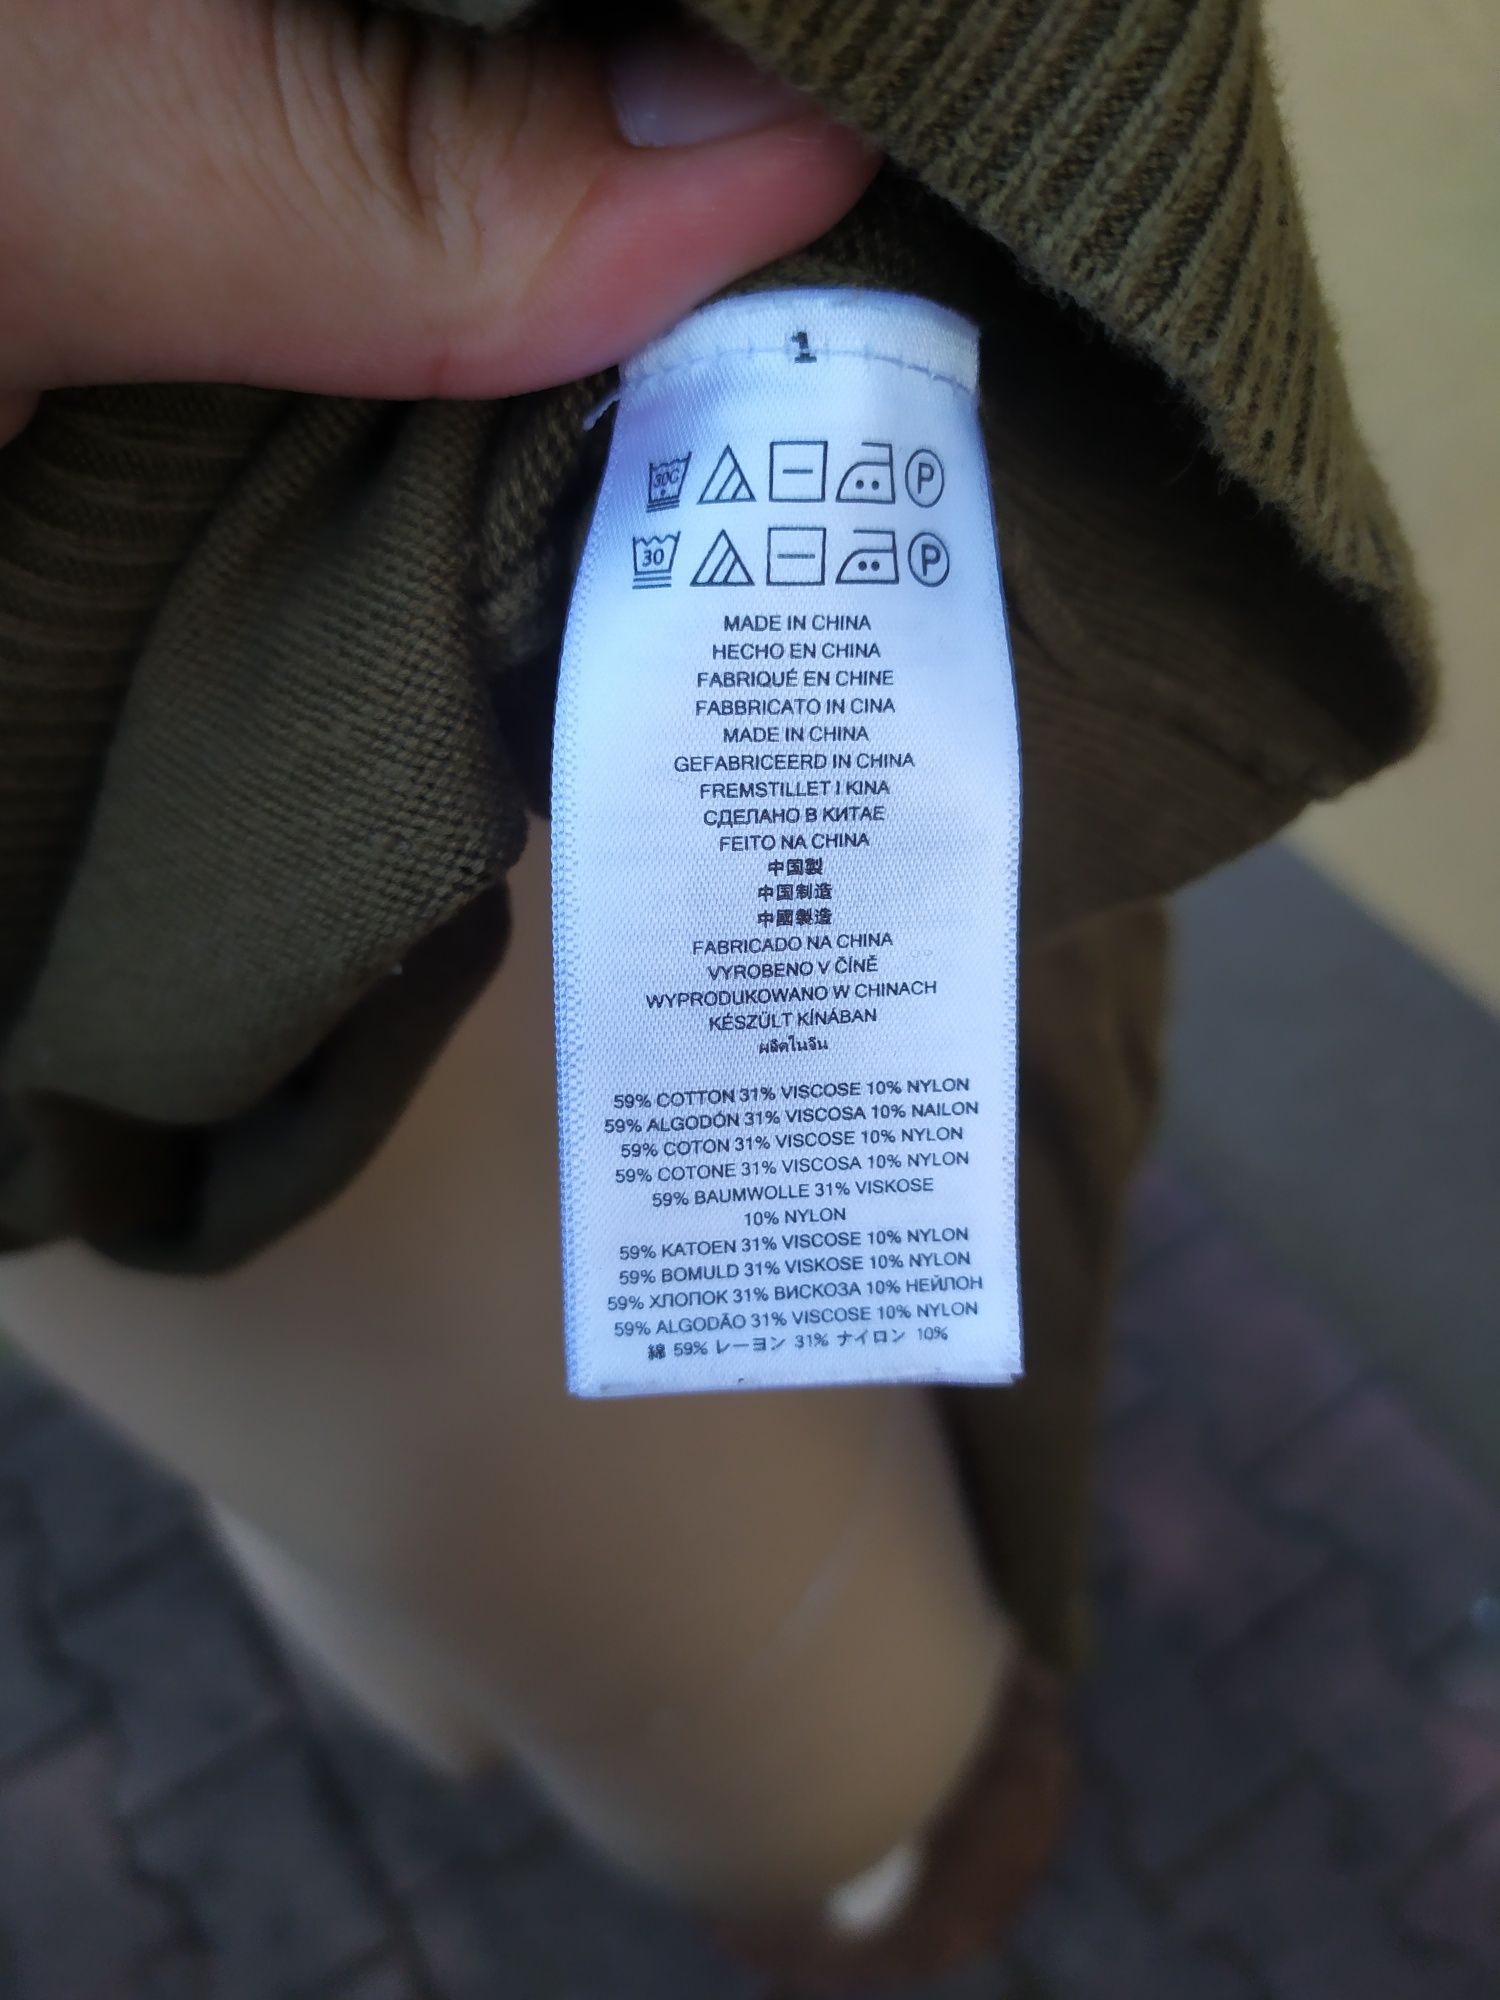 1
30C P
30 P
MADE IN CHINA
HECHO EN CHINA
FABRIQUÉ EN CHINE
FABBRICATO IN CINA
MADE IN CHINA
GEFABRICEERD IN CHINA
FREMSTILLET I KINA
СДЕЛАНО В КИТАЕ
FEITO NA CHINA
中国製
中国制造
中國製造
FABRICADO NA CHINA
VYROBENO V ČÍNĚ
WYPRODUKOWANO W CHINACH
KÉSZÜLT KÍNÁBAN
ผลิตในจีน
59% COTTON 31% VISCOSE 10% NYLON
59% ALGODÓN 31% VISCOSA 10% NAILON
59% COTON 31% VISCOSE 10% NYLON
59% COTONE 31% VISCOSA 10% NYLON
59% BAUMWOLLE 31% VISKOSE
10% NYLON
59% KATOEN 31% VISCOSE 10% NYLON
59% BOMULD 31% VISKOSE 10% NYLON
59% ХЛОПОК 31% ВИСКОЗА 10% НЕЙЛОН
59% ALGODÃO 31% VISCOSE 10% NYLON
綿 59% レーヨン 31% ナイロン 10%